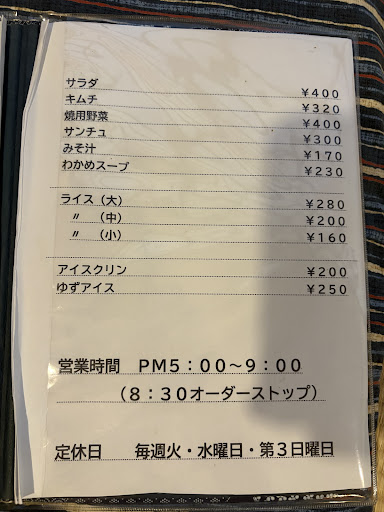 サラダ ¥400
キムチ ¥320
焼用野菜 ¥400
サンチュ ¥300
みそ汁 ¥170
わかめスープ ¥230
ライス（大） ¥280
〃 （中） ¥200
〃 （小） ¥160
アイスクリン ¥200
ゆずアイス ¥250
営業時間 PM5：00～9：00
（8：30オーダーストップ）
定休日 毎週火・水曜日・第3日曜日